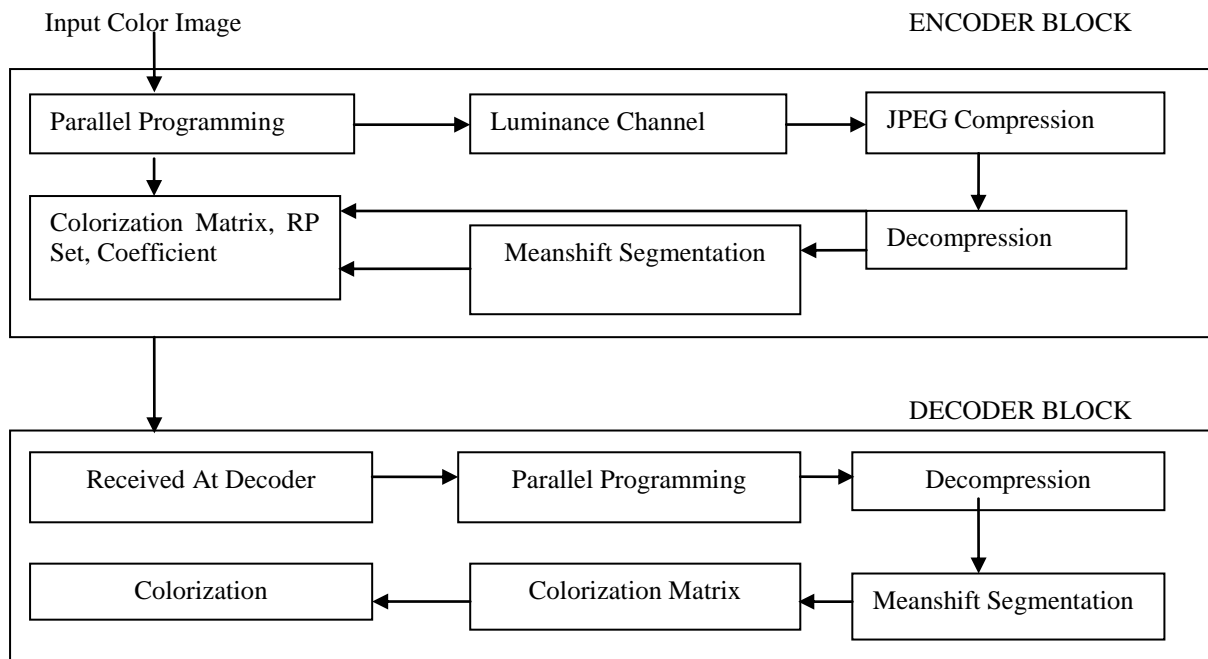 Input Color Image
ENCODER BLOCK
Parallel Programming
Luminance Channel
JPEG Compression
Colorization Matrix, RP
Set, Coefficient
Meanshift Segmentation
Decompression
DECODER BLOCK
Received At Decoder
Parallel Programming
Decompression
Colorization
Colorization Matrix
Meanshift Segmentation